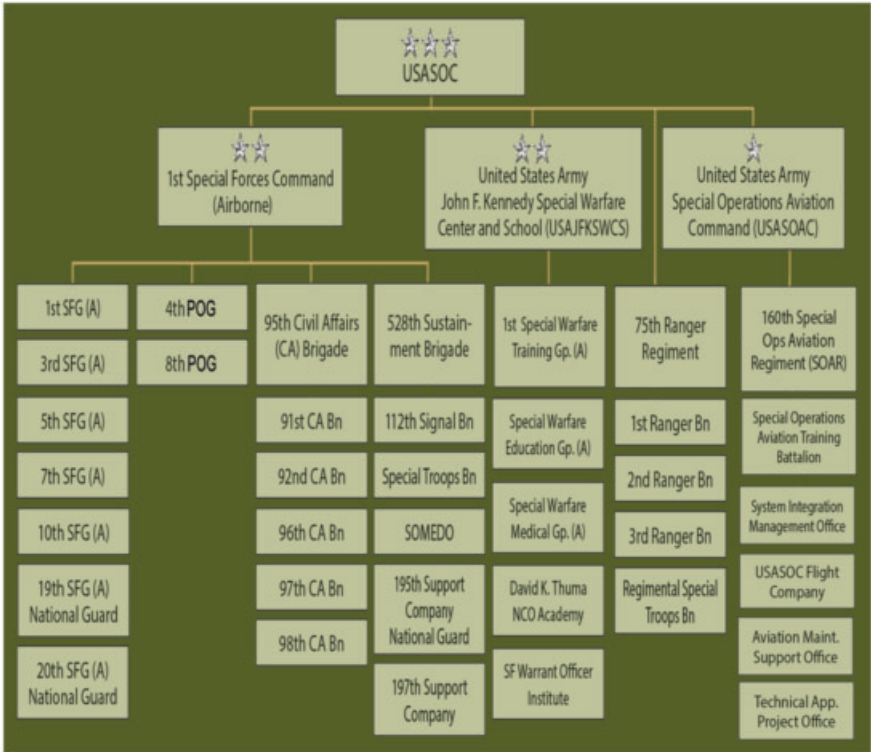 USASOC
1st Special Forces Command
(Airborne)
United States Army
John F. Kennedy Special Warfare
Center and School (USAJFKSWCS)
United States Army
Special Operations Aviation
Command (USASOAC)
1st SFG (A)
3rd SFG (A)
5th SFG (A)
7th SFG (A)
10th SFG (A)
19th SFG (A)
National Guard
20th SFG (A)
National Guard
4th POG
8th POG
95th Civil Affairs
(CA) Brigade
91st CA Bn
92nd CA Bn
96th CA Bn
97th CA Bn
98th CA Bn
528th Sustain-
ment Brigade
112th Signal Bn
Special Troops Bn
SOMEDO
195th Support
Company
National Guard
197th Support
Company
1st Special Warfare
Training Gp. (A)
Special Warfare
Education Gp. (A)
Special Warfare
Medical Gp. (A)
David K. Thuma
NCO Academy
SF Warrant Officer
Institute
75th Ranger
Regiment
1st Ranger Bn
2nd Ranger Bn
3rd Ranger Bn
Regimental Special
Troops Bn
160th Special
Ops Aviation
Regiment (SOAR)
Special Operations
Aviation Training
Battalion
System Integration
Management Office
USASOC Flight
Company
Aviation Maint.
Support Office
Technical App.
Project Office